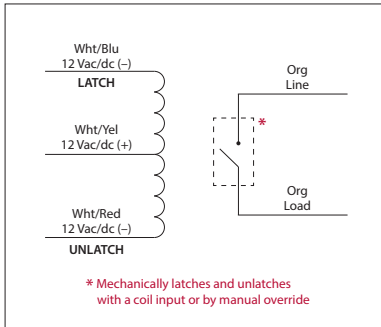 Wht/Blu
12 Vac/dc (–)
LATCH
Wht/Yel
12 Vac/dc (+)
Wht/Red
12 Vac/dc (–)
UNLATCH
Org
Line
*
Org
Load
* Mechanically latches and unlatches
with a coil input or by manual override